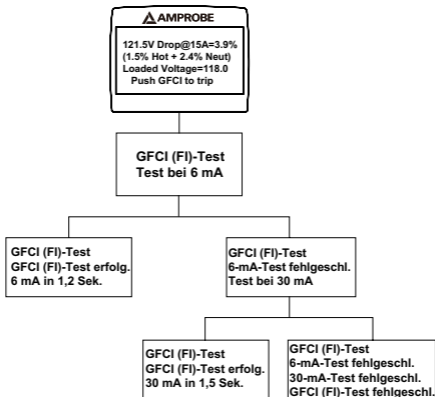 AMPROBE
121.5V Drop@15A=3.9%
(1.5% Hot + 2.4% Neut)
Loaded Voltage=118.0
Push GFCI to trip
GFCI (FI)-Test
Test bei 6 mA
GFCI (FI)-Test
GFCI (FI)-Test erfolg.
6 mA in 1,2 Sek.
GFCI (FI)-Test
6-mA-Test fehlgeschl.
Test bei 30 mA
GFCI (FI)-Test
GFCI (FI)-Test erfolg.
30 mA in 1,5 Sek.
GFCI (FI)-Test
6-mA-Test fehlgeschl.
30-mA-Test fehlgeschl.
GFCI (FI)-Test fehlgeschl.